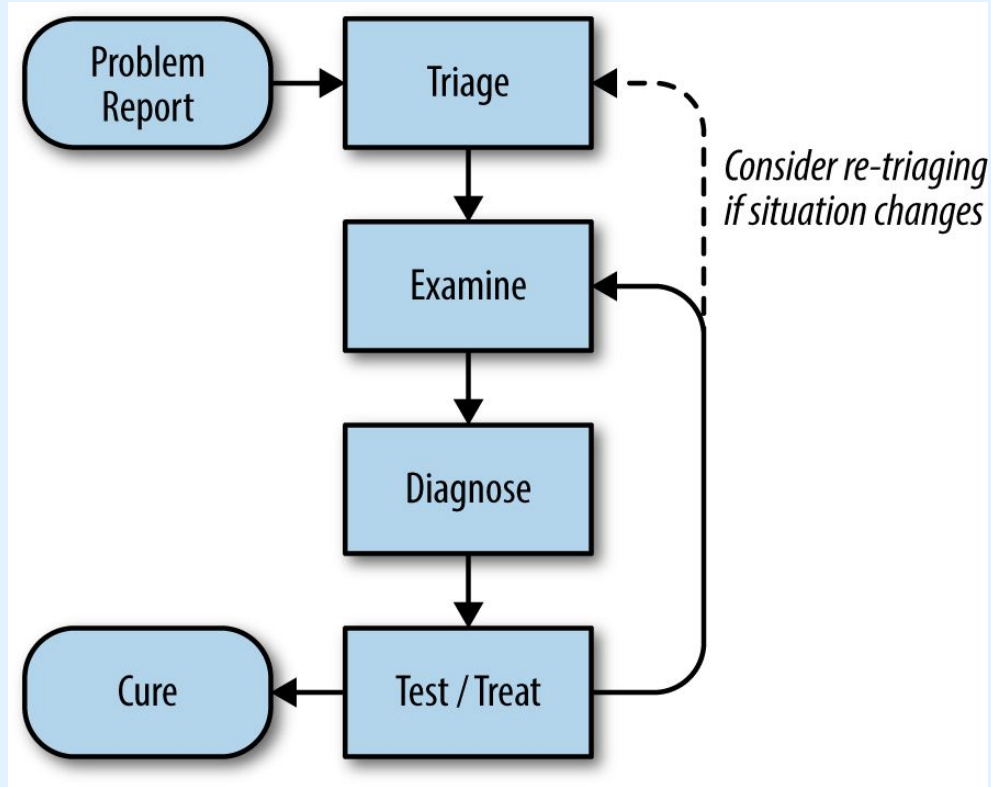 Problem
Report
Triage
Consider re-triaging
if situation changes
Examine
Diagnose
Cure
Test / Treat